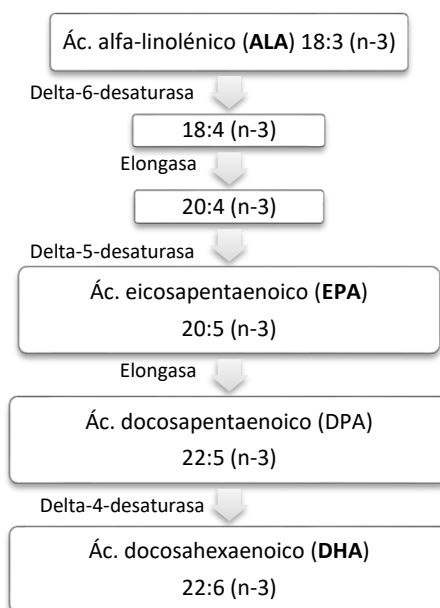 Ác. alfa-linolénico (ALA) 18:3 (n-3)
Delta-6-desaturasa
18:4 (n-3)
Elongasa
20:4 (n-3)
Delta-5-desaturasa
Ác. eicosapentaenoico (EPA)
20:5 (n-3)
Elongasa
Ác. docosapentaenoico (DPA)
22:5 (n-3)
Delta-4-desaturasa
Ác. docosahexaenoico (DHA)
22:6 (n-3)